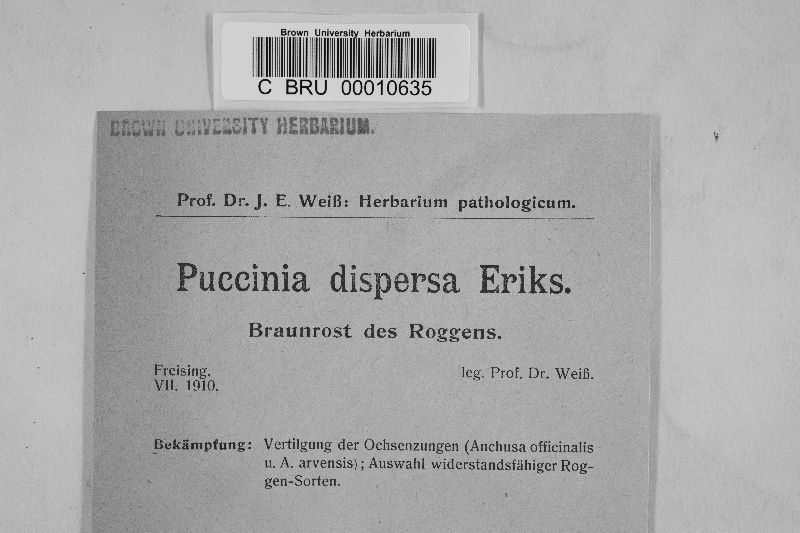 Brown University Herbarium
C BRU 00010635
BROWN UNIVERSITY HERBARIUM.
Prof. Dr. J. E. Weiß: Herbarium pathologicum.
Puccinia dispersa Eriks.
Braunrost des Roggens.
Freising. leg. Prof. Dr. Weiß.
VII. 1910.
Bekämpfung: Vertilgung der Ochsenzungen (Anchusa officinalis
u. A. arvensis); Auswahl widerstandsfähiger Rog-
gen-Sorten.